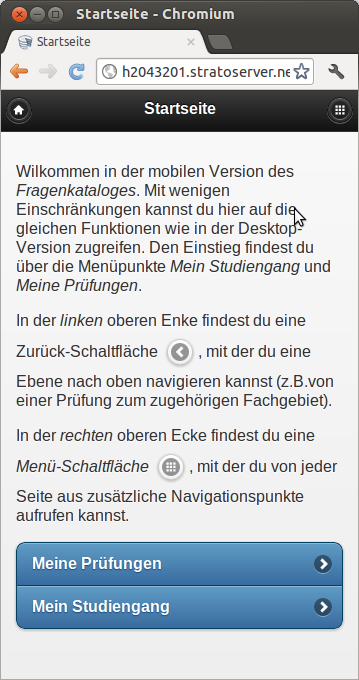 Startseite - Chromium
Startseite
h2043201.stratoserver.ne
Startseite
Wilkommen in der mobilen Version des
Fragenkataloges. Mit wenigen
Einschränkungen kannst du hier auf die
gleichen Funktionen wie in der Desktop-
Version zugreifen. Den Einstieg findest du
über die Menüpunkte Mein Studiengang und
Meine Prüfungen.
In der linken oberen Enke findest du eine
Zurück-Schaltfläche , mit der du eine
Ebene nach oben navigieren kannst (z.B.von
einer Prüfung zum zugehörigen Fachgebiet).
In der rechten oberen Ecke findest du eine
Menü-Schaltfläche , mit der du von jeder
Seite aus zusätzliche Navigationspunkte
aufrufen kannst.
Meine Prüfungen
Mein Studiengang